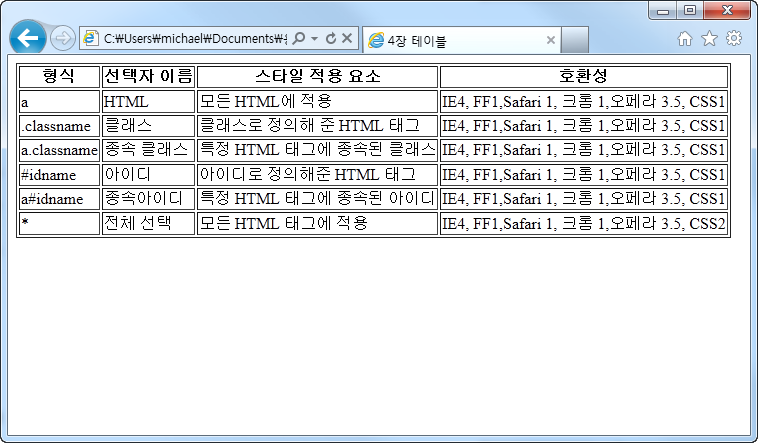 C:₩Users₩michael₩Documents₩
4장 테이블
형식 선택자 이름 스타일 적용 요소 호환성
a HTML 모든 HTML에 적용 IE4, FF1,Safari 1, 크롬 1,오페라 3.5, CSS1
.classname 클래스 클래스로 정의해 준 HTML 태그 IE4, FF1,Safari 1, 크롬 1,오페라 3.5, CSS1
a.classname 종속 클래스 특정 HTML 태그에 종속된 클래스 IE4, FF1,Safari 1, 크롬 1,오페라 3.5, CSS1
#idname 아이디 아이디로 정의해준 HTML 태그 IE4, FF1,Safari 1, 크롬 1,오페라 3.5, CSS1
a#idname 종속아이디 특정 HTML 태그에 종속된 아이디 IE4, FF1,Safari 1, 크롬 1,오페라 3.5, CSS1
* 전체 선택 모든 HTML 태그에 적용 IE4, FF1,Safari 1, 크롬 1,오페라 3.5, CSS2